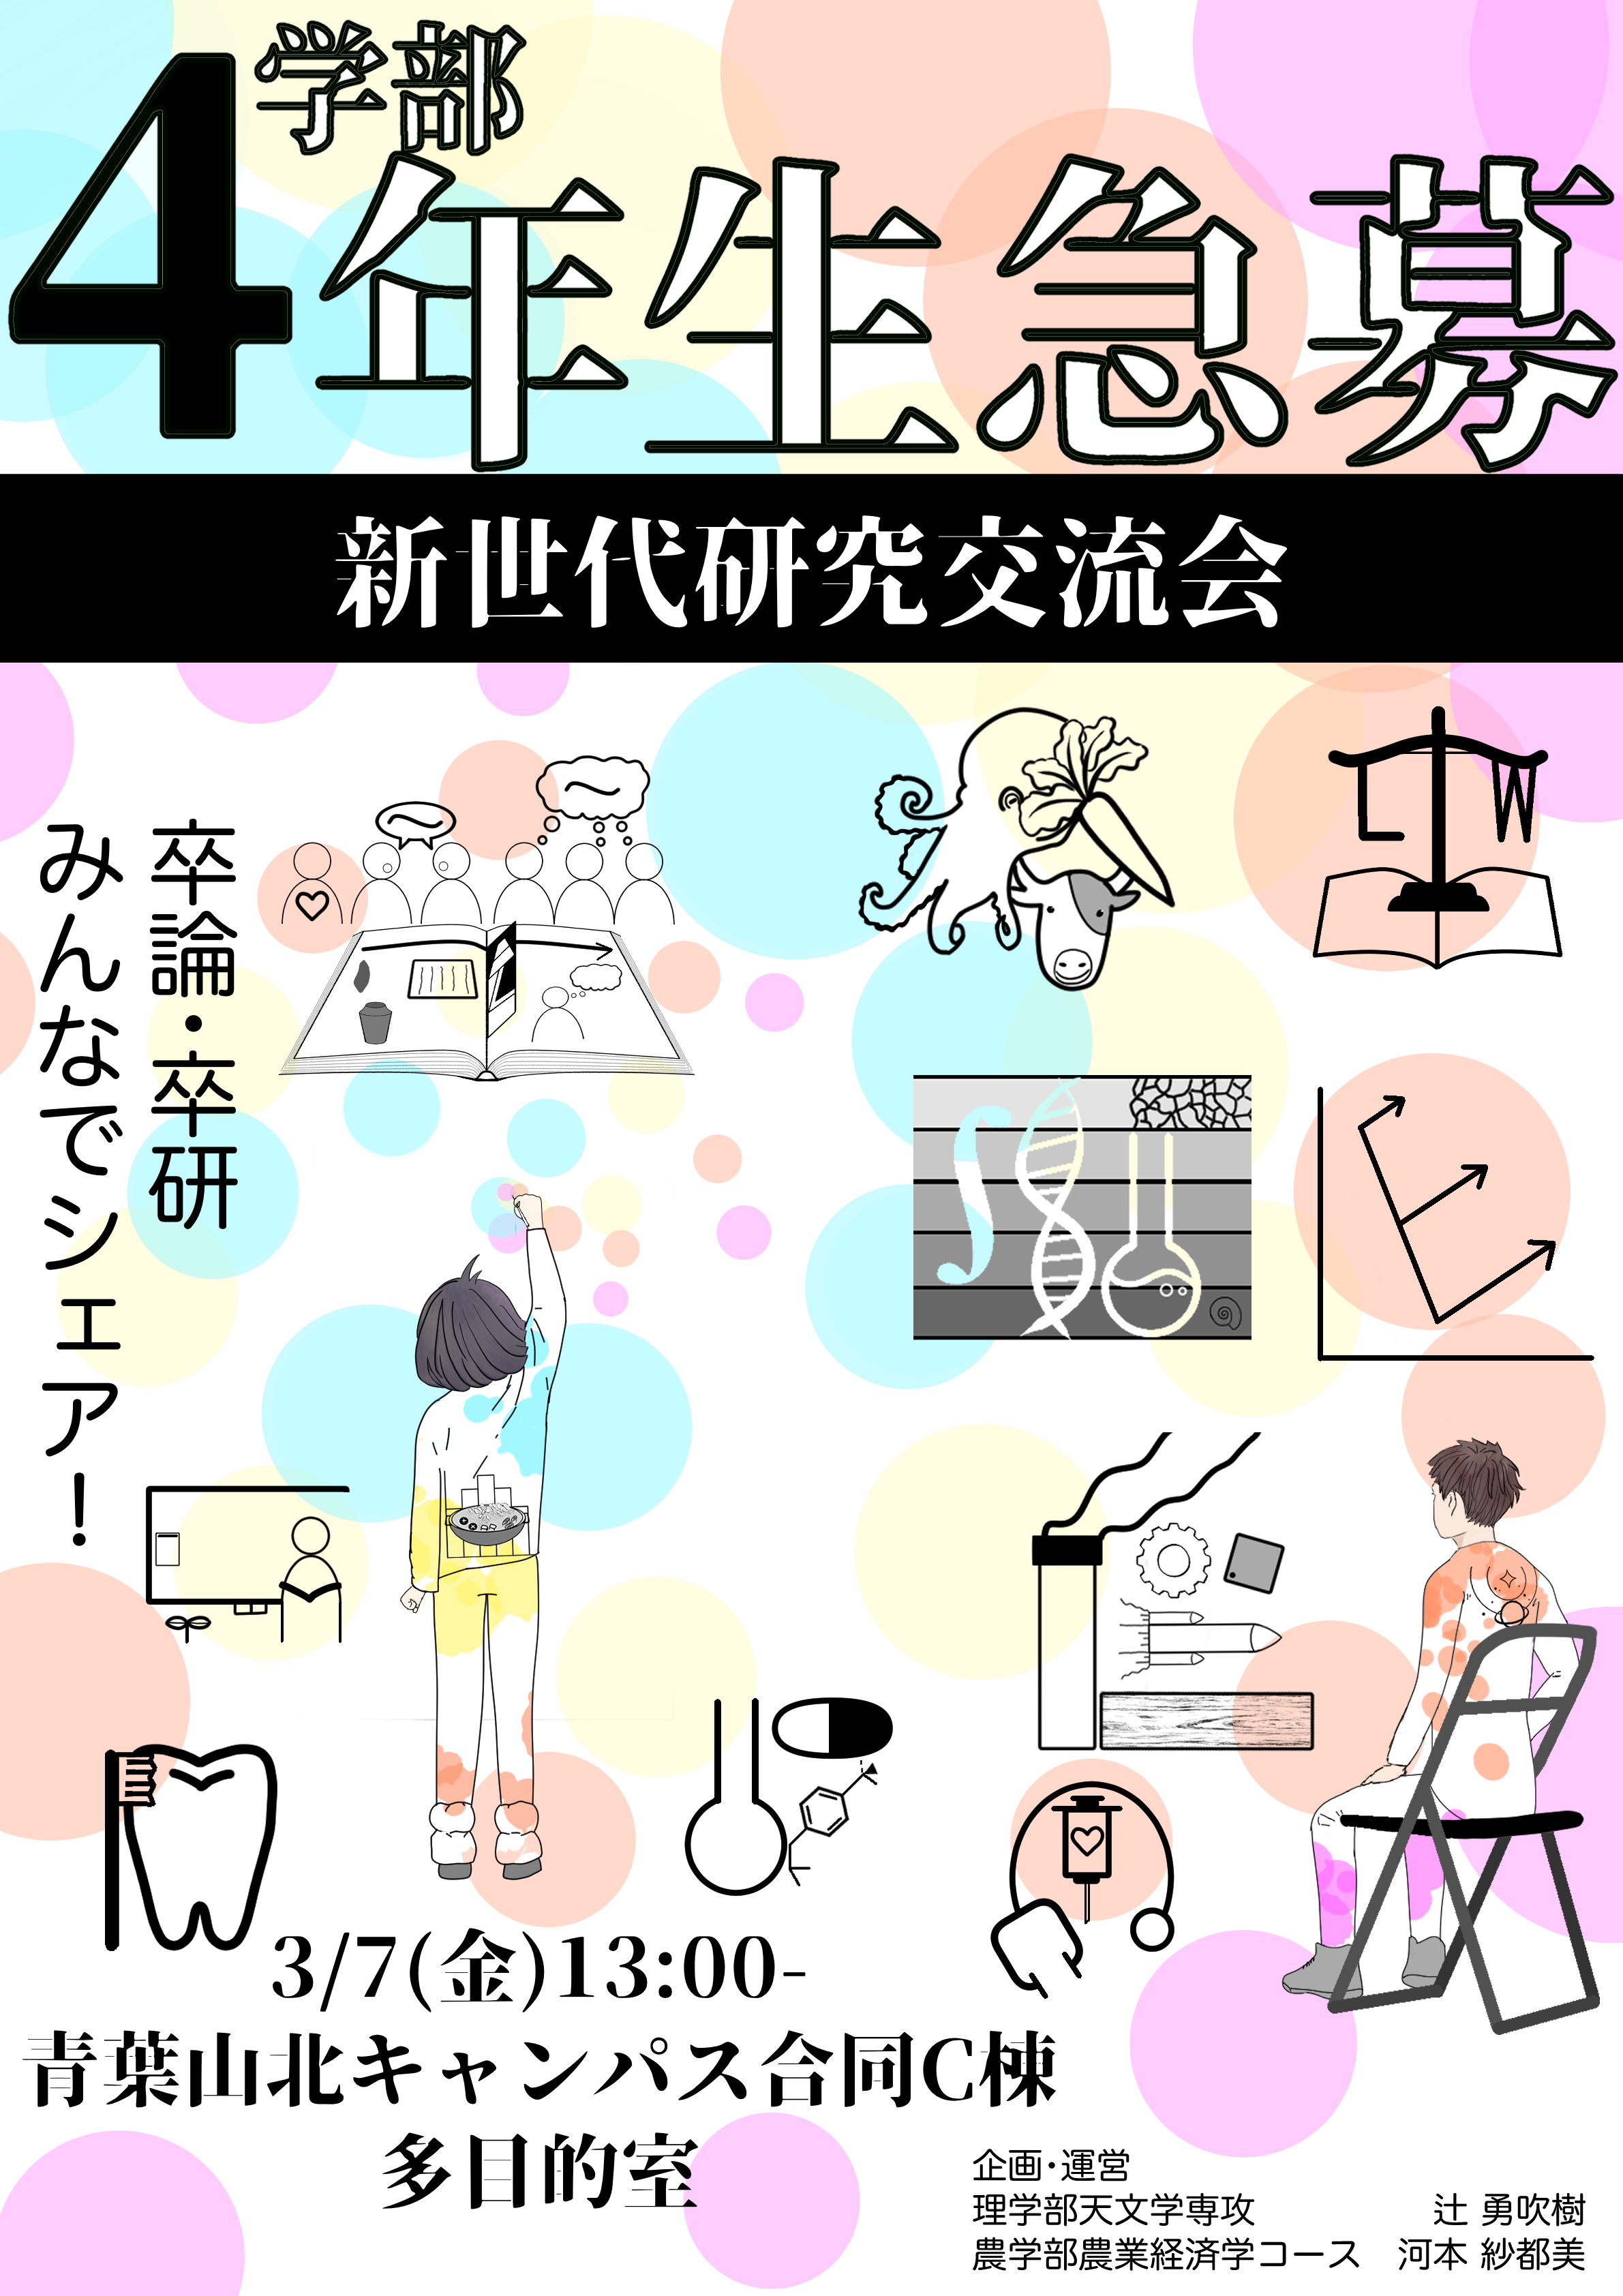 学部
4年生急募
新世代研究交流会
卒論・卒研
みんなでシェア！
L W
3/7(金)13:00-
青葉山北キャンパス合同C棟
多目的室
企画・運営
理学部天文学専攻 辻 勇吹樹
農学部農業経済学コース 河本 紗都美